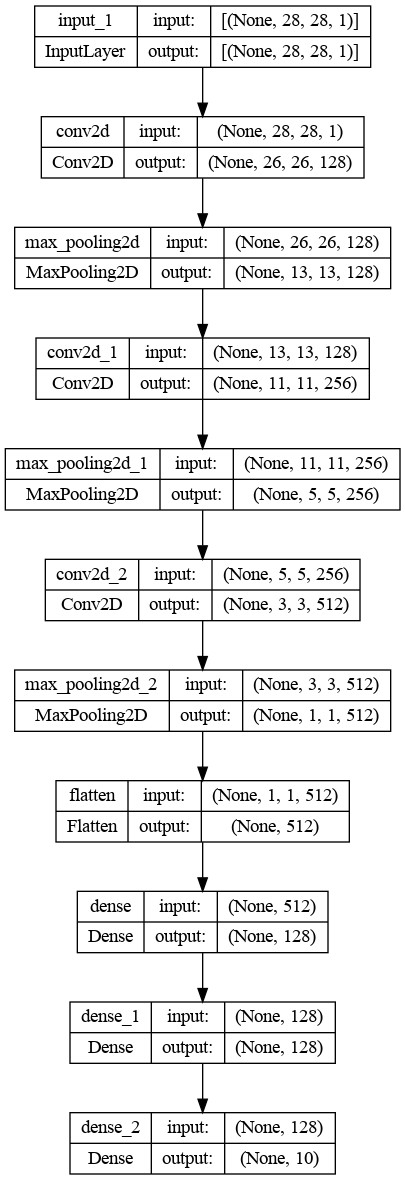 input_1 input: [(None, 28, 28, 1)]
InputLayer output: [(None, 28, 28, 1)]
conv2d input: (None, 28, 28, 1)
Conv2D output: (None, 26, 26, 128)
max_pooling2d input: (None, 26, 26, 128)
MaxPooling2D output: (None, 13, 13, 128)
conv2d_1 input: (None, 13, 13, 128)
Conv2D output: (None, 11, 11, 256)
max_pooling2d_1 input: (None, 11, 11, 256)
MaxPooling2D output: (None, 5, 5, 256)
conv2d_2 input: (None, 5, 5, 256)
Conv2D output: (None, 3, 3, 512)
max_pooling2d_2 input: (None, 3, 3, 512)
MaxPooling2D output: (None, 1, 1, 512)
flatten input: (None, 1, 1, 512)
Flatten output: (None, 512)
dense input: (None, 512)
Dense output: (None, 128)
dense_1 input: (None, 128)
Dense output: (None, 128)
dense_2 input: (None, 128)
Dense output: (None, 10)